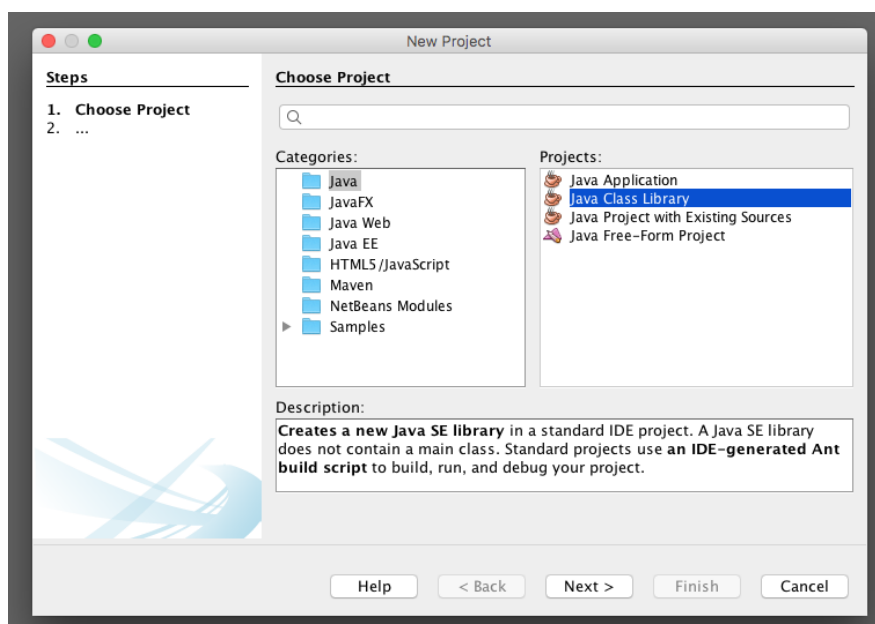 New Project
Steps
1. Choose Project
2. ...
Choose Project
Categories:
Java
JavaFX
Java Web
Java EE
HTML5/JavaScript
Maven
NetBeans Modules
Samples
Projects:
Java Application
Java Class Library
Java Project with Existing Sources
Java Free-Form Project
Description:
Creates a new Java SE library in a standard IDE project. A Java SE library
does not contain a main class. Standard projects use an IDE-generated Ant
build script to build, run, and debug your project.
Help
< Back
Next >
Finish
Cancel